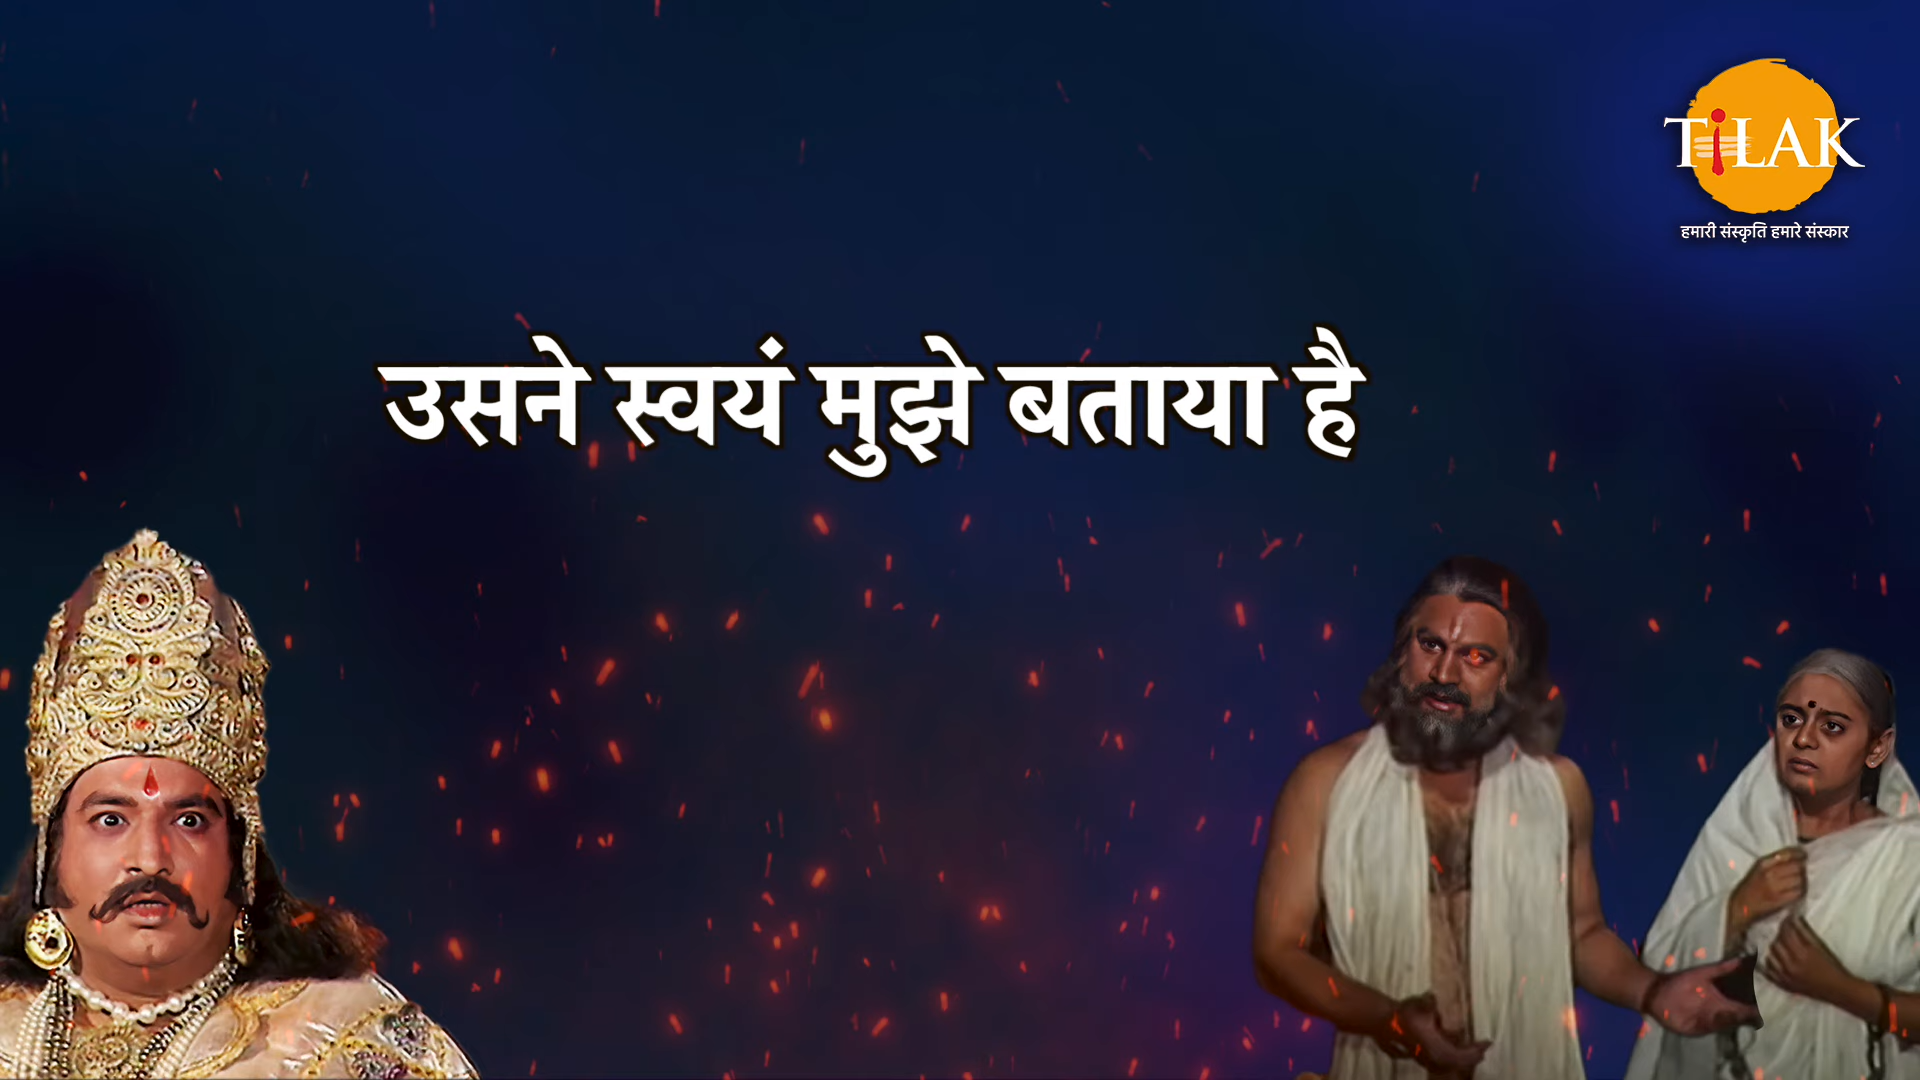 TiLAK
हमारी संस्कृति हमारे संस्कार
उसने स्वयं मुझे बताया है